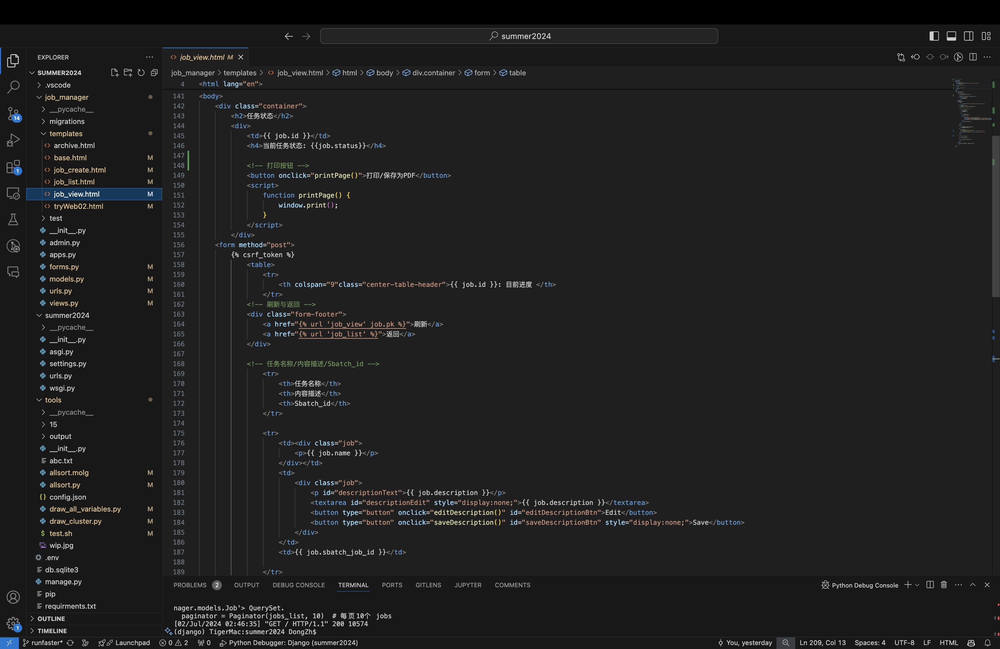 summer2024
EXPLORER
SUMMER2024
.vscode
job_manager
__pycache__
migrations
templates
archive.html
base.html M
job_create.html M
job_list.html M
job_view.html M
tryWeb02.html M
test
__init__.py
admin.py
apps.py
forms.py M
models.py M
urls.py M
views.py M
summer2024
__pycache__
__init__.py
asgi.py
settings.py
urls.py
wsgi.py
tools
__pycache__
15
output
__init__.py
abc.txt
allsort.molg M
allsort.py M
config.json
draw_all_variables.py M
draw_cluster.py M
test.sh M
wip.jpg
.env
db.sqlite3
manage.py
pip
requirments.txt
OUTLINE
TIMELINE
14
1
1
job_view.html M
job_manager > templates > job_view.html > html > body > div.container > form > table
4 <html lang="en">
141 <body>
142 <div class="container">
143 <h2>任务状态</h2>
144 <div>
145 <td>{{ job.id }}</td>
146 <h4>当前任务状态: {{job.status}}</h4>
147
148 <!-- 打印按钮 -->
149 <button onclick="printPage()">打印/保存为PDF</button>
150 <script>
151 function printPage() {
152 window.print();
153 }
154 </script>
155 </div>
156 <form method="post">
157 {% csrf_token %}
158 <table>
159 <tr>
160 <th colspan="9"class="center-table-header">{{ job.id }}: 目前进度 </th>
161 </tr>
162 <!-- 刷新与返回 -->
163 <div class="form-footer">
164 <a href="{% url 'job_view' job.pk %}">刷新</a>
165 <a href="{% url 'job_list' %}">返回</a>
166 </div>
167
168 <!-- 任务名称/内容描述/Sbatch_id -->
169 <tr>
170 <th>任务名称</th>
171 <th>内容描述</th>
172 <th>Sbatch_id</th>
173 </tr>
174
175 <tr>
176 <td><div class="job">
177 <p>{{ job.name }}</p>
178 </div></td>
179 <td>
180 <div class="job">
181 <p id="descriptionText">{{ job.description }}</p>
182 <textarea id="descriptionEdit" style="display:none;">{{ job.description }}</textarea>
183 <button type="button" onclick="editDescription()" id="editDescriptionBtn">Edit</button>
184 <button type="button" onclick="saveDescription()" id="saveDescriptionBtn" style="display:none;">Save</button>
185 </div>
186 </td>
187 <td>{{ job.sbatch_job_id }}</td>
188
189 </tr>
PROBLEMS 2 OUTPUT DEBUG CONSOLE TERMINAL PORTS GITLENS JUPYTER COMMENTS
Python Debug Console
nager.models.Job'> QuerySet.
paginator = Paginator(jobs_list, 10) # 每页10个 jobs
[02/Jul/2024 02:46:35] "GET / HTTP/1.1" 200 10574
(django) TigerMac:summer2024 DongZh$
runfaster* Launchpad 0 2 0 Python Debugger: Django (summer2024)
You, yesterday Ln 209, Col 13 Spaces: 4 UTF-8 LF HTML